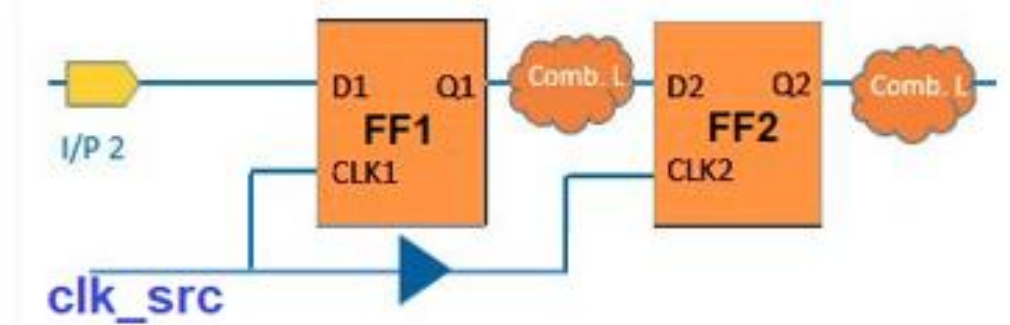 D1 Q1
FF1
CLK1
Comb. L
D2 Q2
FF2
CLK2
Comb. L
I/P 2
clk_src